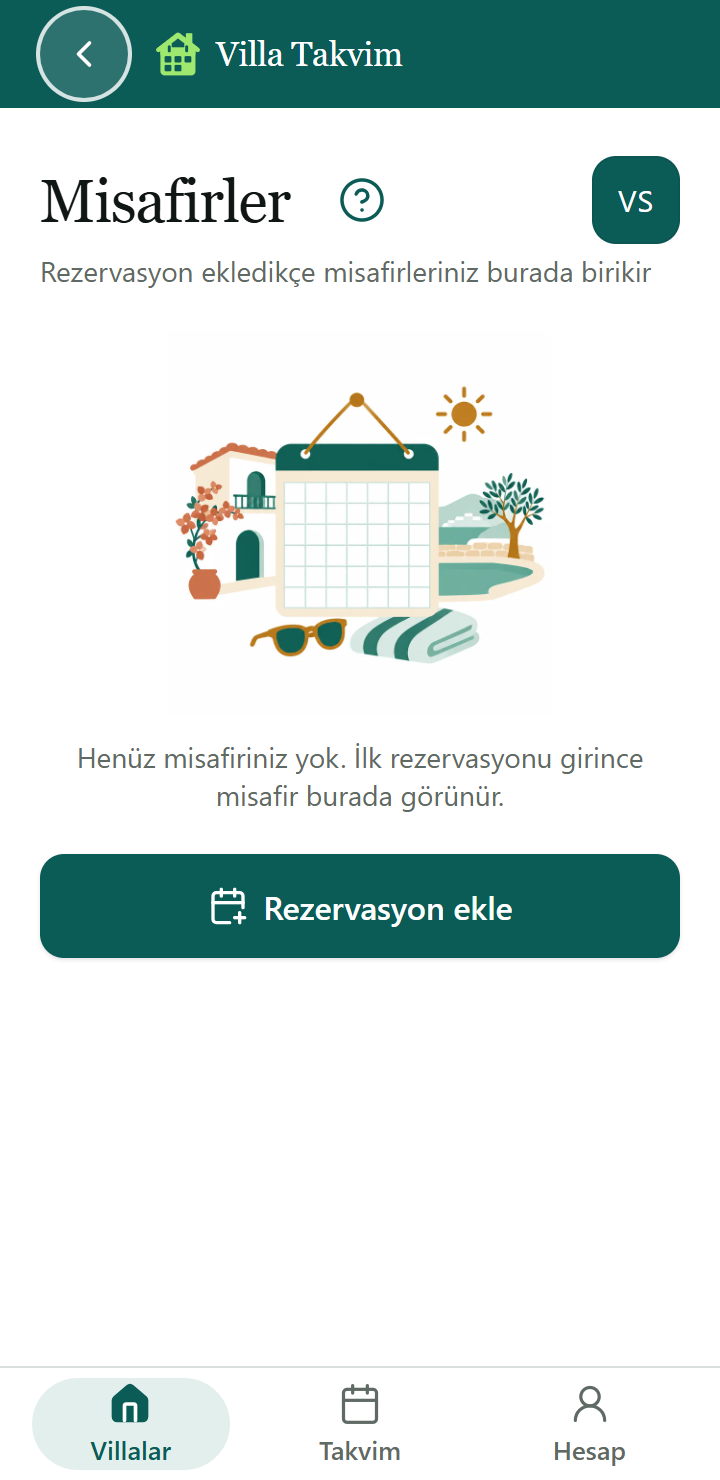 Villa Takvim
Misafirler
VS
Rezervasyon ekledikçe misafirleriniz burada birikir
Henüz misafiriniz yok. İlk rezervasyonu girince
misafir burada görünür.
Rezervasyon ekle
Villalar
Takvim
Hesap